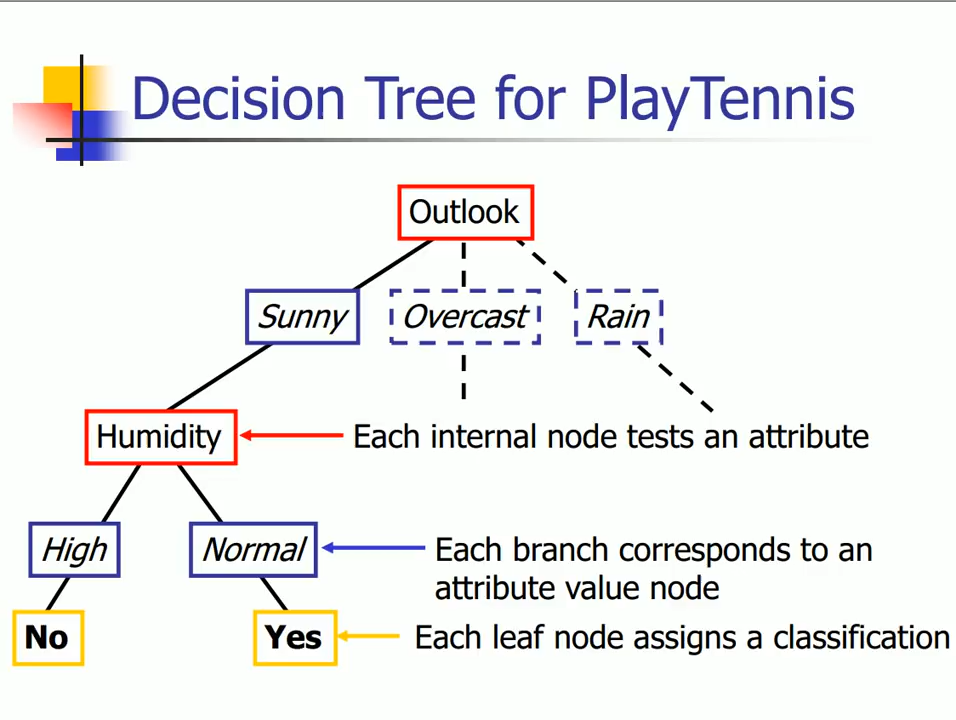 Decision Tree for PlayTennis
Outlook
Sunny
Overcast
Rain
Humidity
Each internal node tests an attribute
High
Normal
Each branch corresponds to an
attribute value node
No
Yes
Each leaf node assigns a classification